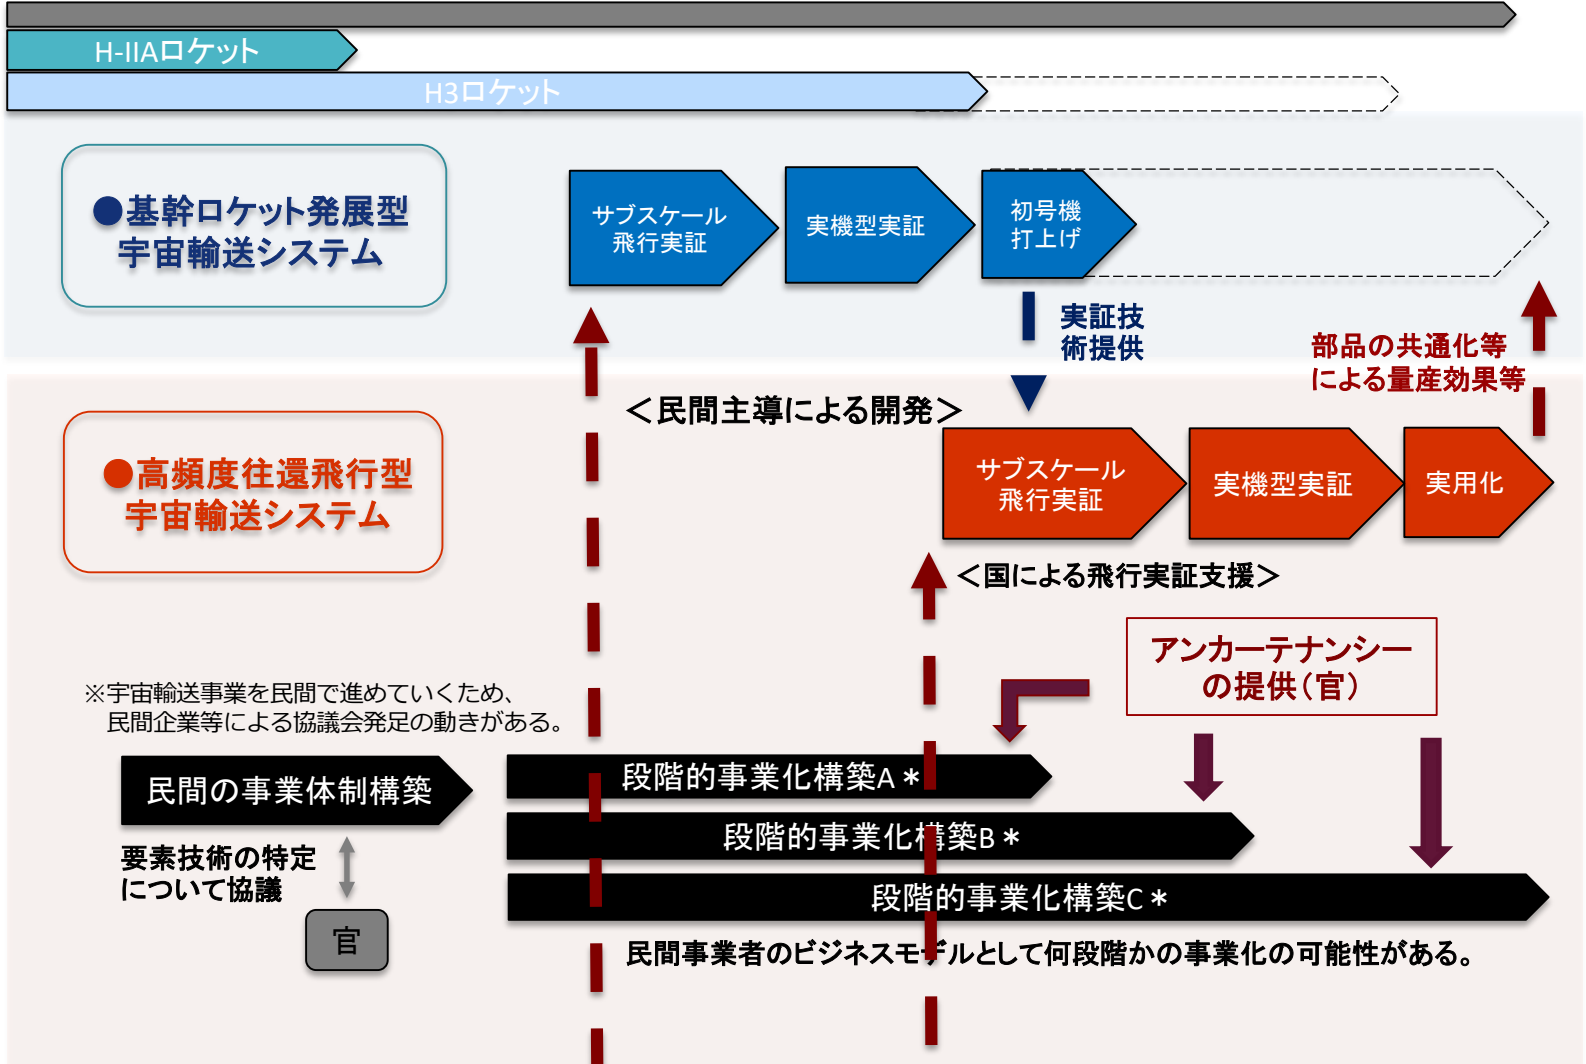 H-IIAロケット
H3ロケット
●基幹ロケット発展型
宇宙輸送システム
サブスケール
飛行実証
実機型実証
初号機
打上げ
実証技
術提供
部品の共通化等
による量産効果等
＜民間主導による開発＞
●高頻度往還飛行型
宇宙輸送システム
サブスケール
飛行実証
実機型実証
実用化
＜国による飛行実証支援＞
アンカーテナンシー
の提供（官）
※宇宙輸送事業を民間で進めていくため、
民間企業等による協議会発足の動きがある。
民間の事業体制構築
段階的事業化構築A＊
段階的事業化構築B＊
段階的事業化構築C＊
要素技術の特定
について協議
官
民間事業者のビジネスモデルとして何段階かの事業化の可能性がある。